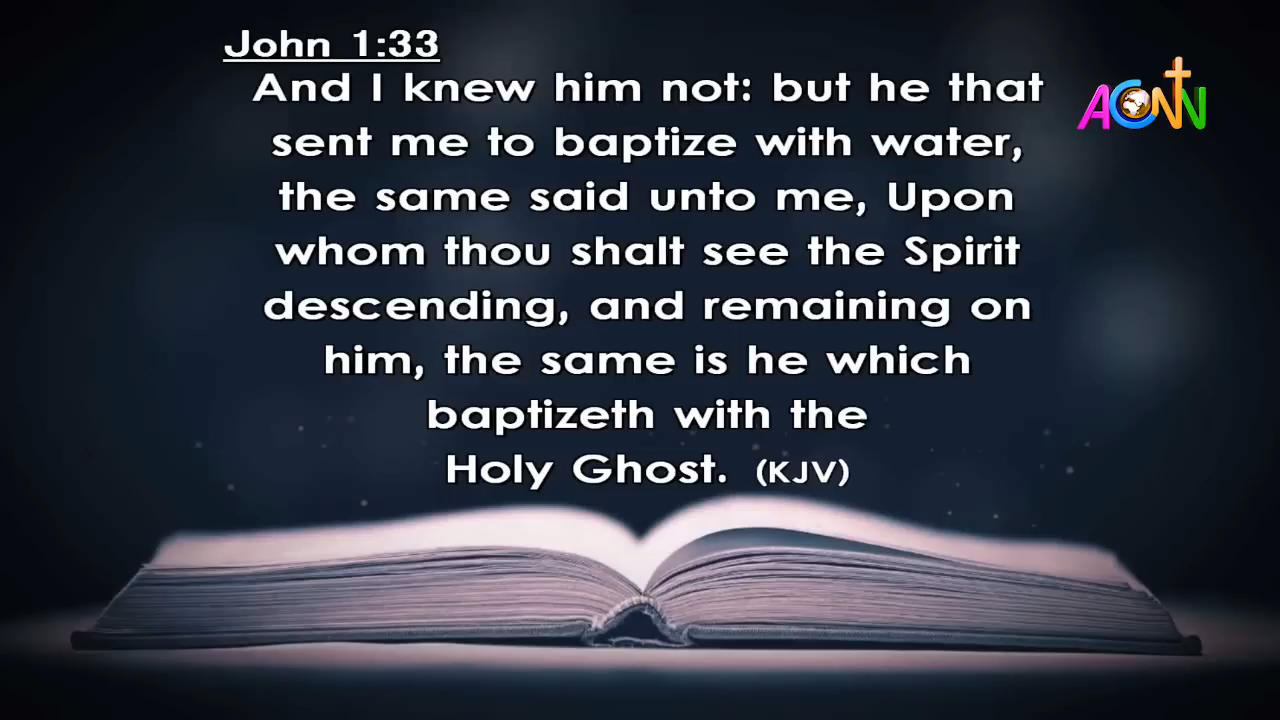 John 1:33
And I knew him not: but he that
sent me to baptize with water,
the same said unto me, Upon
whom thou shalt see the Spirit
descending, and remaining on
him, the same is he which
baptizeth with the
Holy Ghost. (KJV)
ACNN